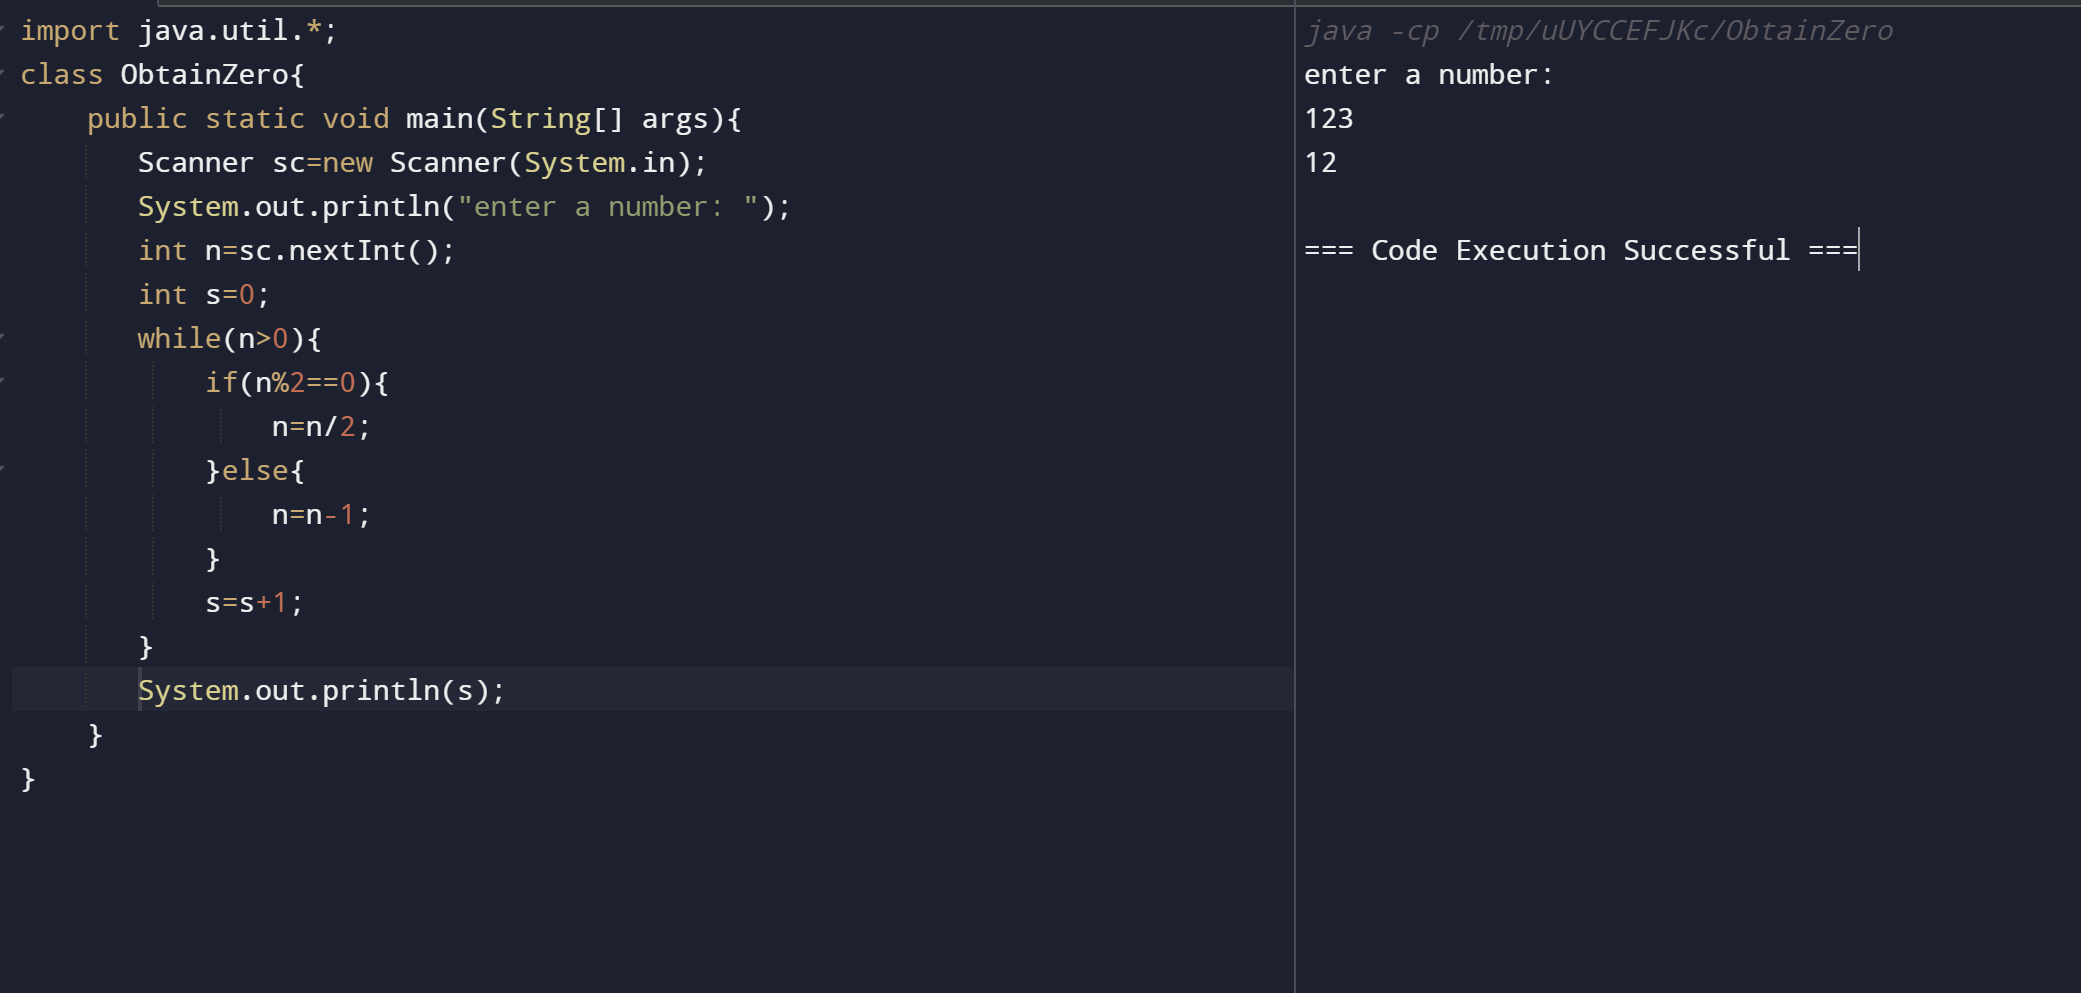 import java.util.*;
class ObtainZero{
    public static void main(String[] args){
       Scanner sc=new Scanner(System.in);
       System.out.println("enter a number: ");
       int n=sc.nextInt();
       int s=0;
       while(n>0){
           if(n%2==0){
               n=n/2;
           }else{
               n=n-1;
           }
           s=s+1;
       }
       System.out.println(s);
    }
}
java -cp /tmp/uUYCCEFJKc/ObtainZero
enter a number:
123
12
=== Code Execution Successful ===